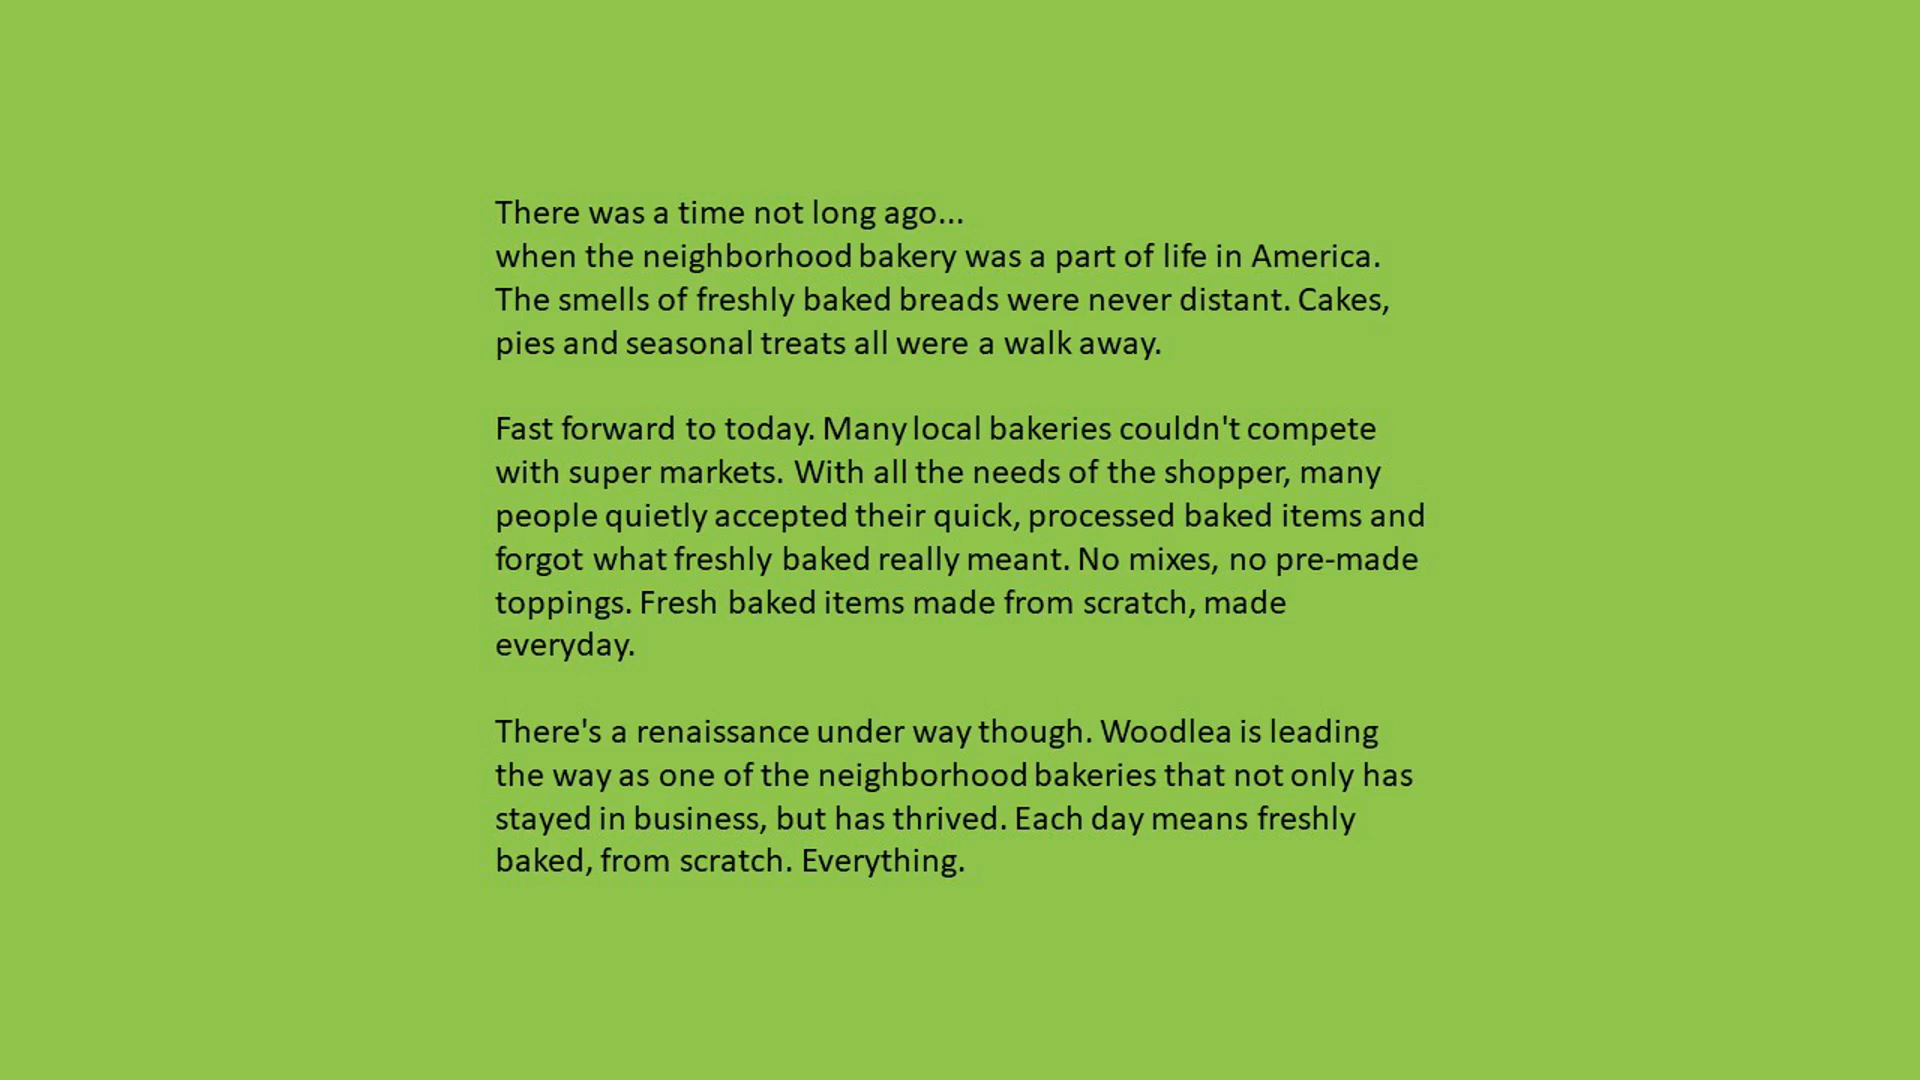 There was a time not long ago...
when the neighborhood bakery was a part of life in America.
The smells of freshly baked breads were never distant. Cakes,
pies and seasonal treats all were a walk away.
Fast forward to today. Many local bakeries couldn't compete
with super markets. With all the needs of the shopper, many
people quietly accepted their quick, processed baked items and
forgot what freshly baked really meant. No mixes, no pre-made
toppings. Fresh baked items made from scratch, made
everyday.
There's a renaissance under way though. Woodlea is leading
the way as one of the neighborhood bakeries that not only has
stayed in business, but has thrived. Each day means freshly
baked, from scratch. Everything.